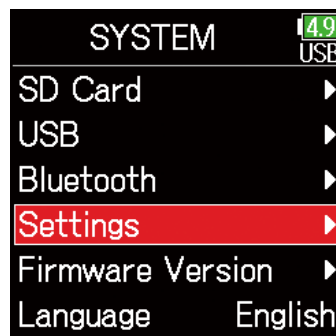 SYSTEM
4.9
USB
SD Card
USB
Bluetooth
Settings
Firmware Version
Language English